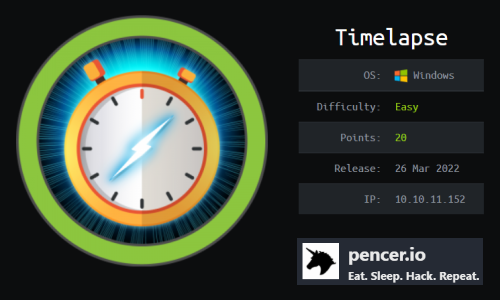 Timelapse
OS: Windows
Difficulty: Easy
Points: 20
Release: 26 Mar 2022
IP: 10.10.11.152
pencer.io
Eat. Sleep. Hack. Repeat.